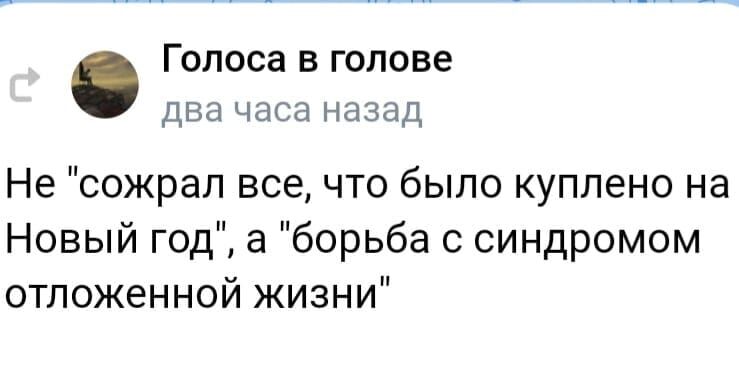 Голоса в голове
два часа назад
Не "сожрал все, что было куплено на
Новый год", а "борьба с синдромом
отложенной жизни"